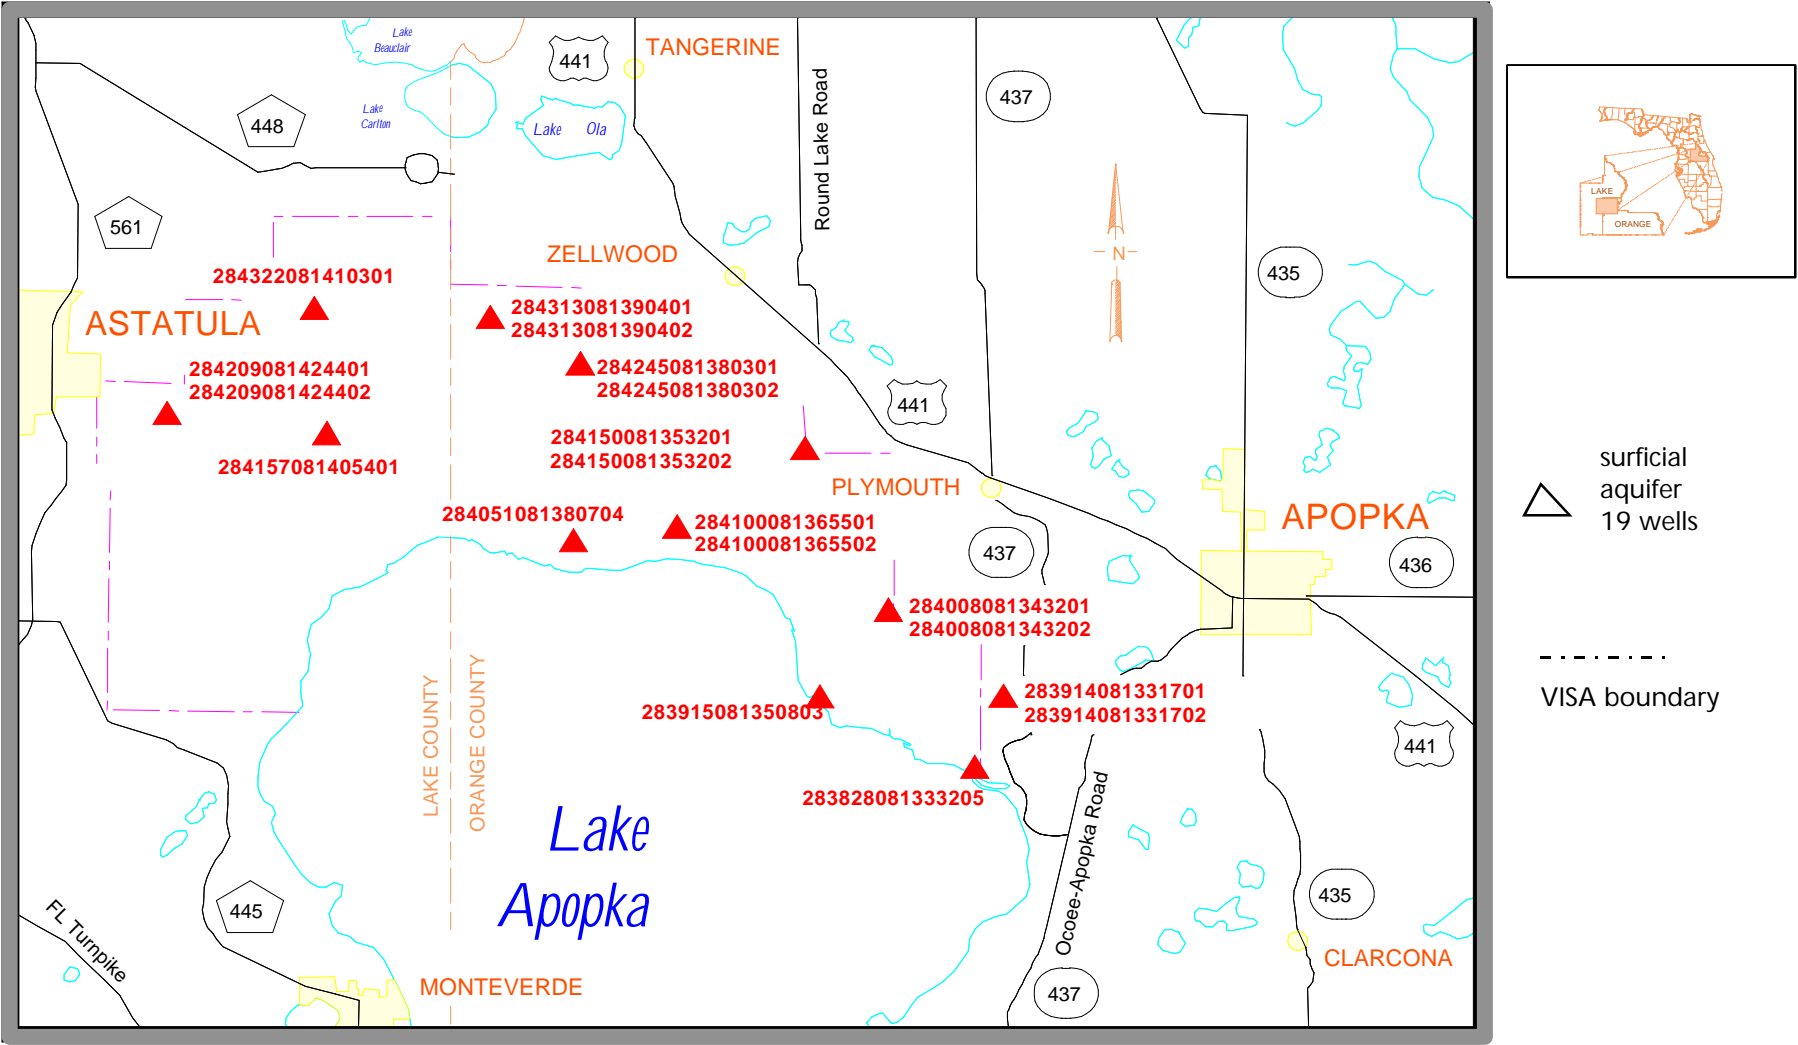 Lake
Beauclair
441
TANGERINE
Round Lake Road
437
Lake
Carlton
448
Lake Ola
LAKE
ORANGE
561
ZELLWOOD
N
435
284322081410301
ASTATULA
284313081390401
284313081390402
284209081424401
284209081424402
284245081380301
284245081380302
441
284157081405401
284150081353201
284150081353202
PLYMOUTH
surficial
aquifer
19 wells
284051081380704
284100081365501
284100081365502
APOPKA
437
436
284008081343201
284008081343202
LAKE COUNTY
ORANGE COUNTY
283915081350803
283914081331701
283914081331702
VISA boundary
441
283828081333205
Lake
Apopka
Ocoee-Apopka Road
445
FL Turnpike
435
CLARCONA
MONTEVERDE
437